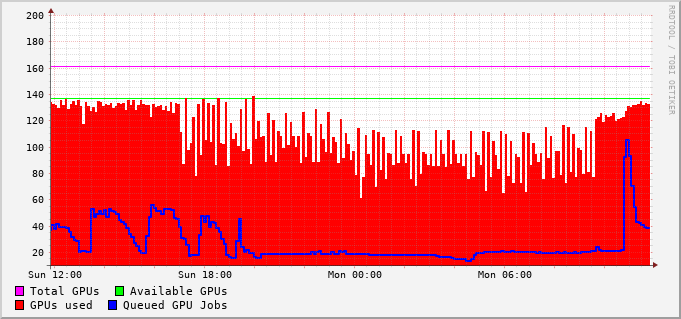 200
180
160
140
120
100
80
60
40
20
Sun 12:00 Sun 18:00 Mon 00:00 Mon 06:00
Total GPUs Available GPUs
GPUs used Queued GPU Jobs
RRDTOOL / TOBI OETIKER